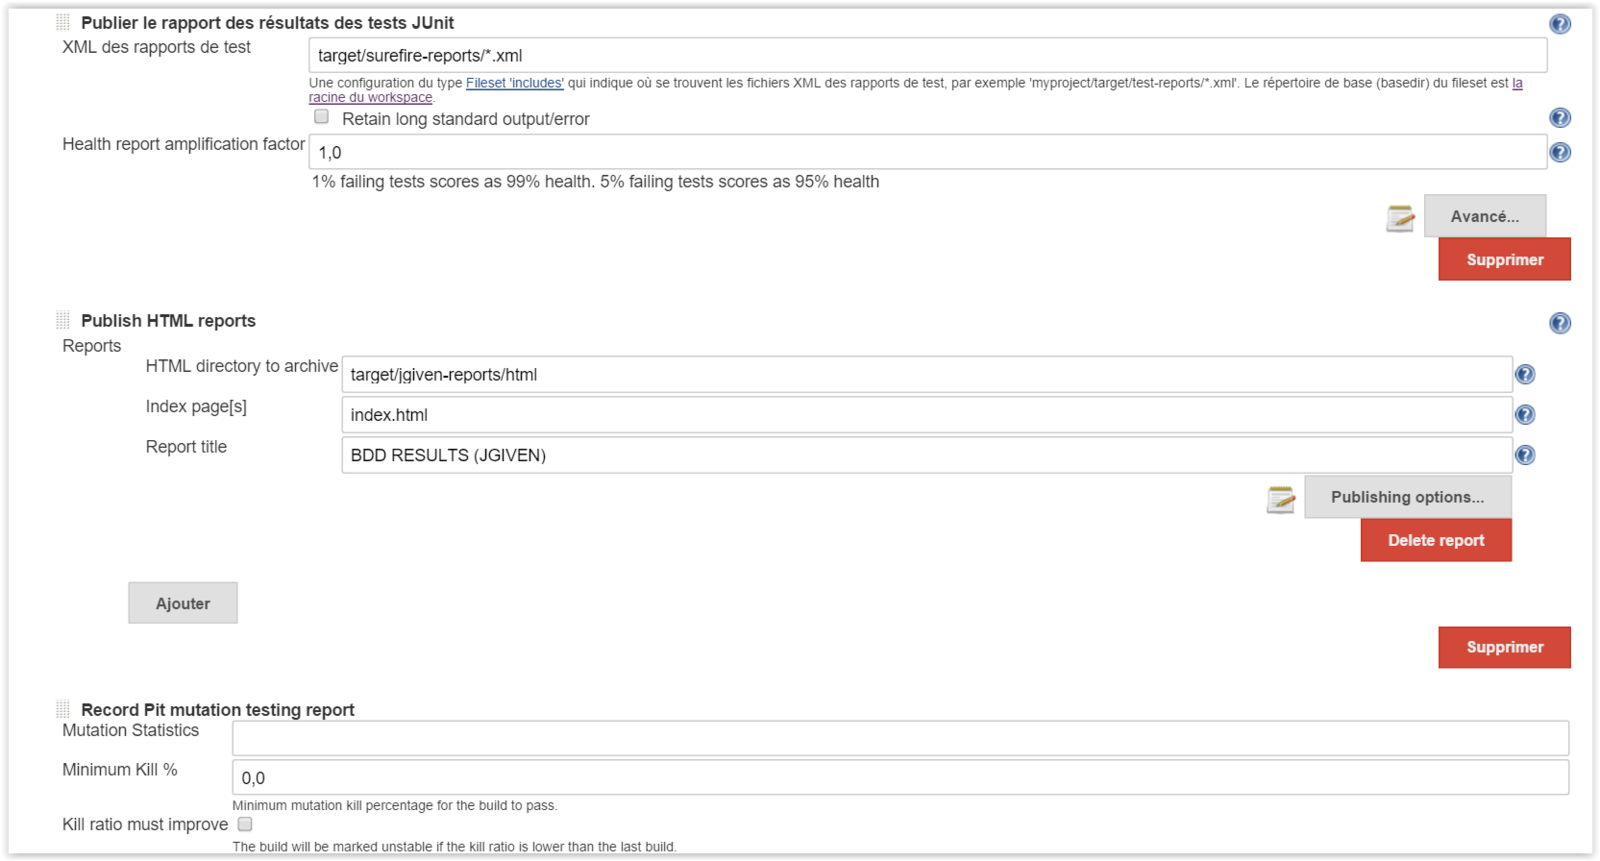 Publier le rapport des résultats des tests JUnit
XML des rapports de test
target/surefire-reports/*.xml
Une configuration du type Fileset 'includes' qui indique où se trouvent les fichiers XML des rapports de test, par exemple 'myproject/target/test-reports/*.xml'. Le répertoire de base (basedir) du fileset est la
racine du workspace.
Retain long standard output/error
Health report amplification factor
1,0
1% failing tests scores as 99% health. 5% failing tests scores as 95% health
Avancé...
Supprimer
Publish HTML reports
Reports
HTML directory to archive
target/jgiven-reports/html
Index page[s]
index.html
Report title
BDD RESULTS (JGIVEN)
Publishing options...
Delete report
Ajouter
Supprimer
Record Pit mutation testing report
Mutation Statistics
Minimum Kill %
0,0
Minimum mutation kill percentage for the build to pass.
Kill ratio must improve
The build will be marked unstable if the kill ratio is lower than the last build.